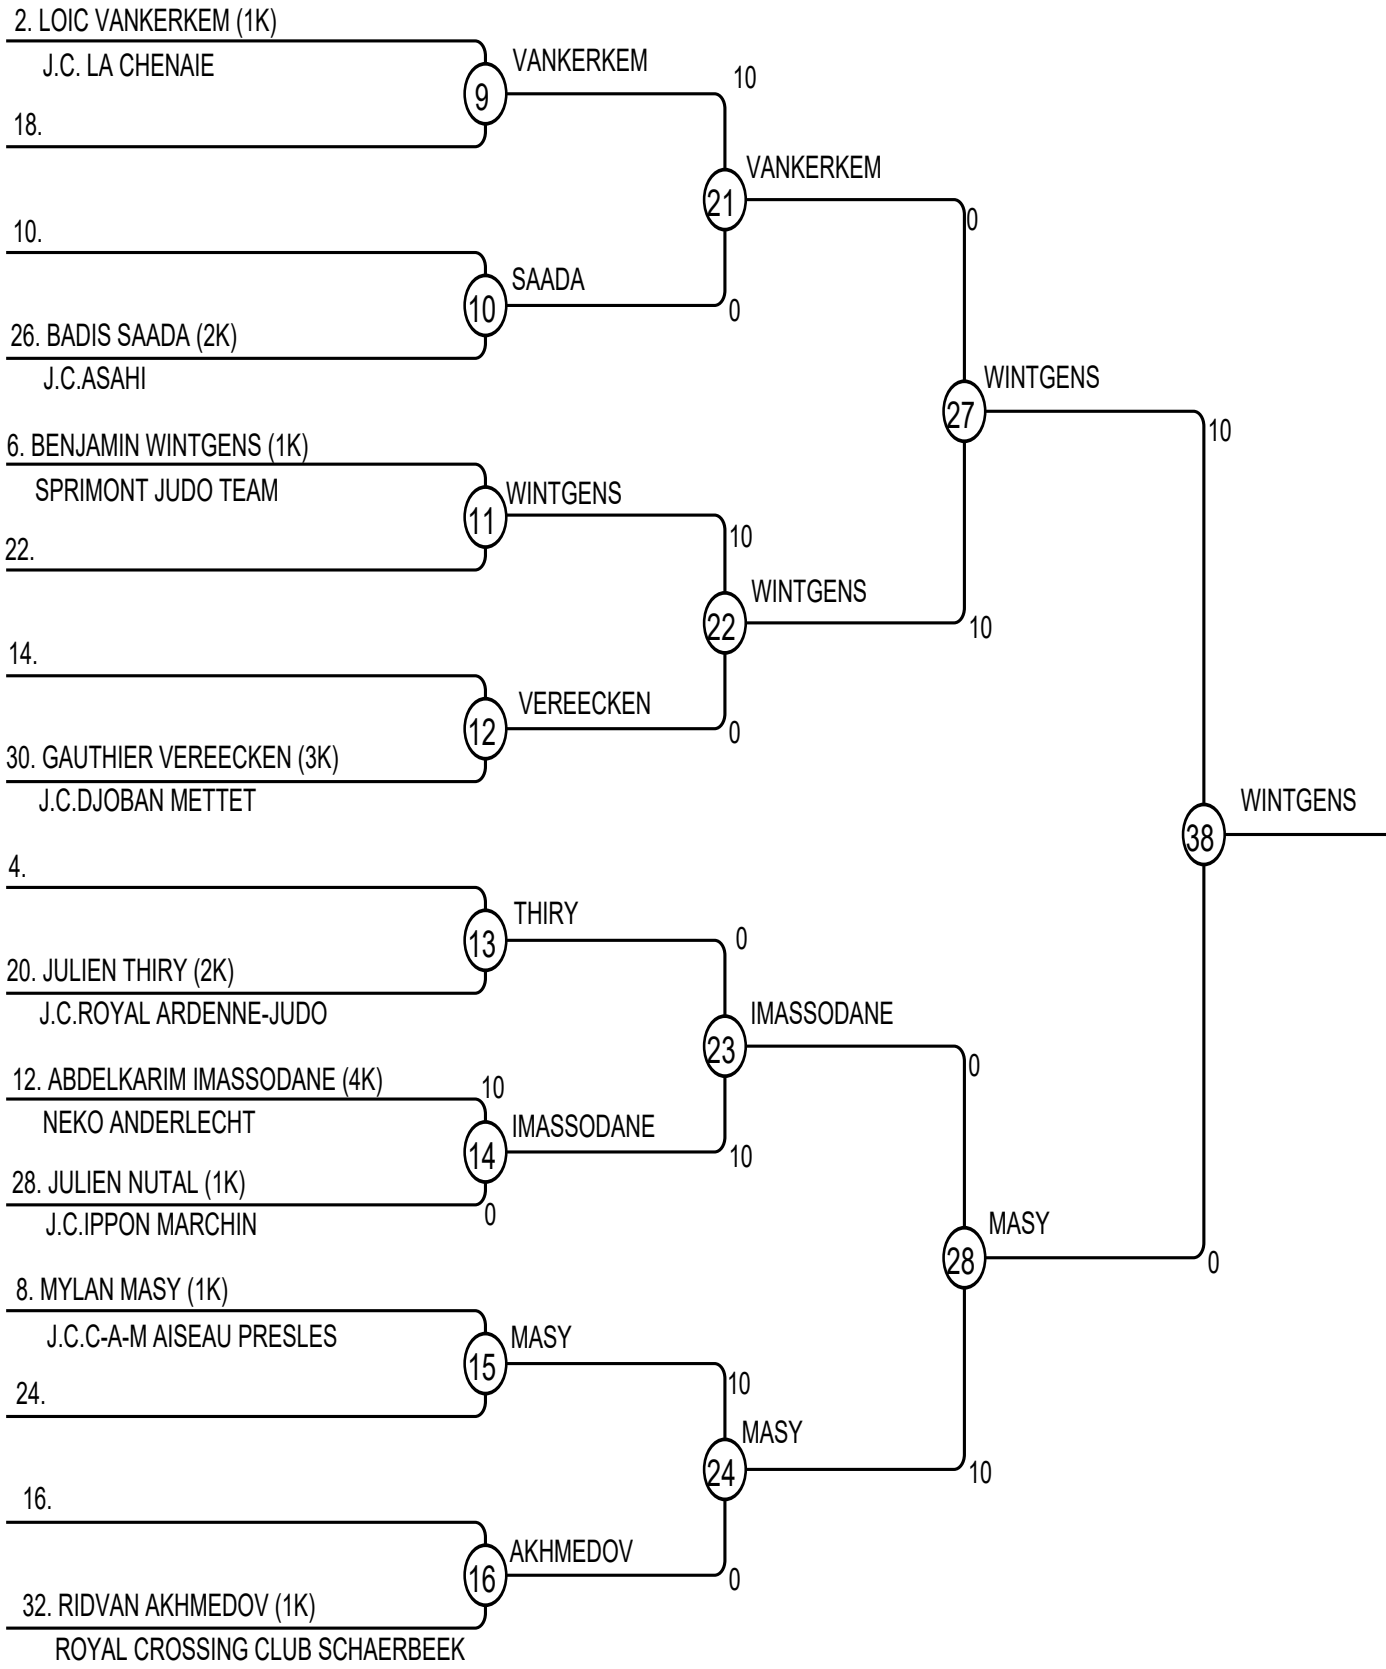 2. LOIC VANKERKEM (1K)
J.C. LA CHENAIE
9
VANKERKEM
10
18.
21
VANKERKEM
0
10.
10
SAADA
0
26. BADIS SAADA (2K)
J.C.ASAHI
27
WINTGENS
10
6. BENJAMIN WINTGENS (1K)
SPRIMONT JUDO TEAM
11
WINTGENS
10
22.
22
WINTGENS
10
14.
12
VEREECKEN
0
30. GAUTHIER VEREECKEN (3K)
J.C.DJOBAN METTET
38
WINTGENS
4.
13
THIRY
0
20. JULIEN THIRY (2K)
J.C.ROYAL ARDENNE-JUDO
23
IMASSODANE
0
12. ABDELKARIM IMASSODANE (4K)
10
NEKO ANDERLECHT
14
IMASSODANE
10
28. JULIEN NUTAL (1K)
0
J.C.IPPON MARCHIN
28
MASY
0
8. MYLAN MASY (1K)
J.C.C-A-M AISEAU PRESLES
15
MASY
10
24.
24
MASY
10
16.
16
AKHMEDOV
0
32. RIDVAN AKHMEDOV (1K)
ROYAL CROSSING CLUB SCHAERBEEK